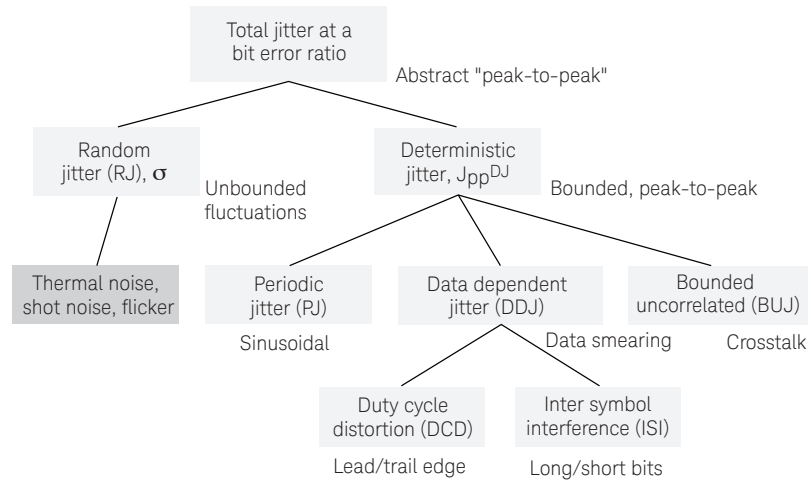 Total jitter at a
bit error ratio
Abstract "peak-to-peak"
Random
jitter (RJ), σ
Unbounded
fluctuations
Deterministic
jitter, JppDJ
Bounded, peak-to-peak
Thermal noise,
shot noise, flicker
Periodic
jitter (PJ)
Sinusoidal
Data dependent
jitter (DDJ)
Data smearing
Bounded
uncorrelated (BUJ)
Crosstalk
Duty cycle
distortion (DCD)
Lead/trail edge
Inter symbol
interference (ISI)
Long/short bits